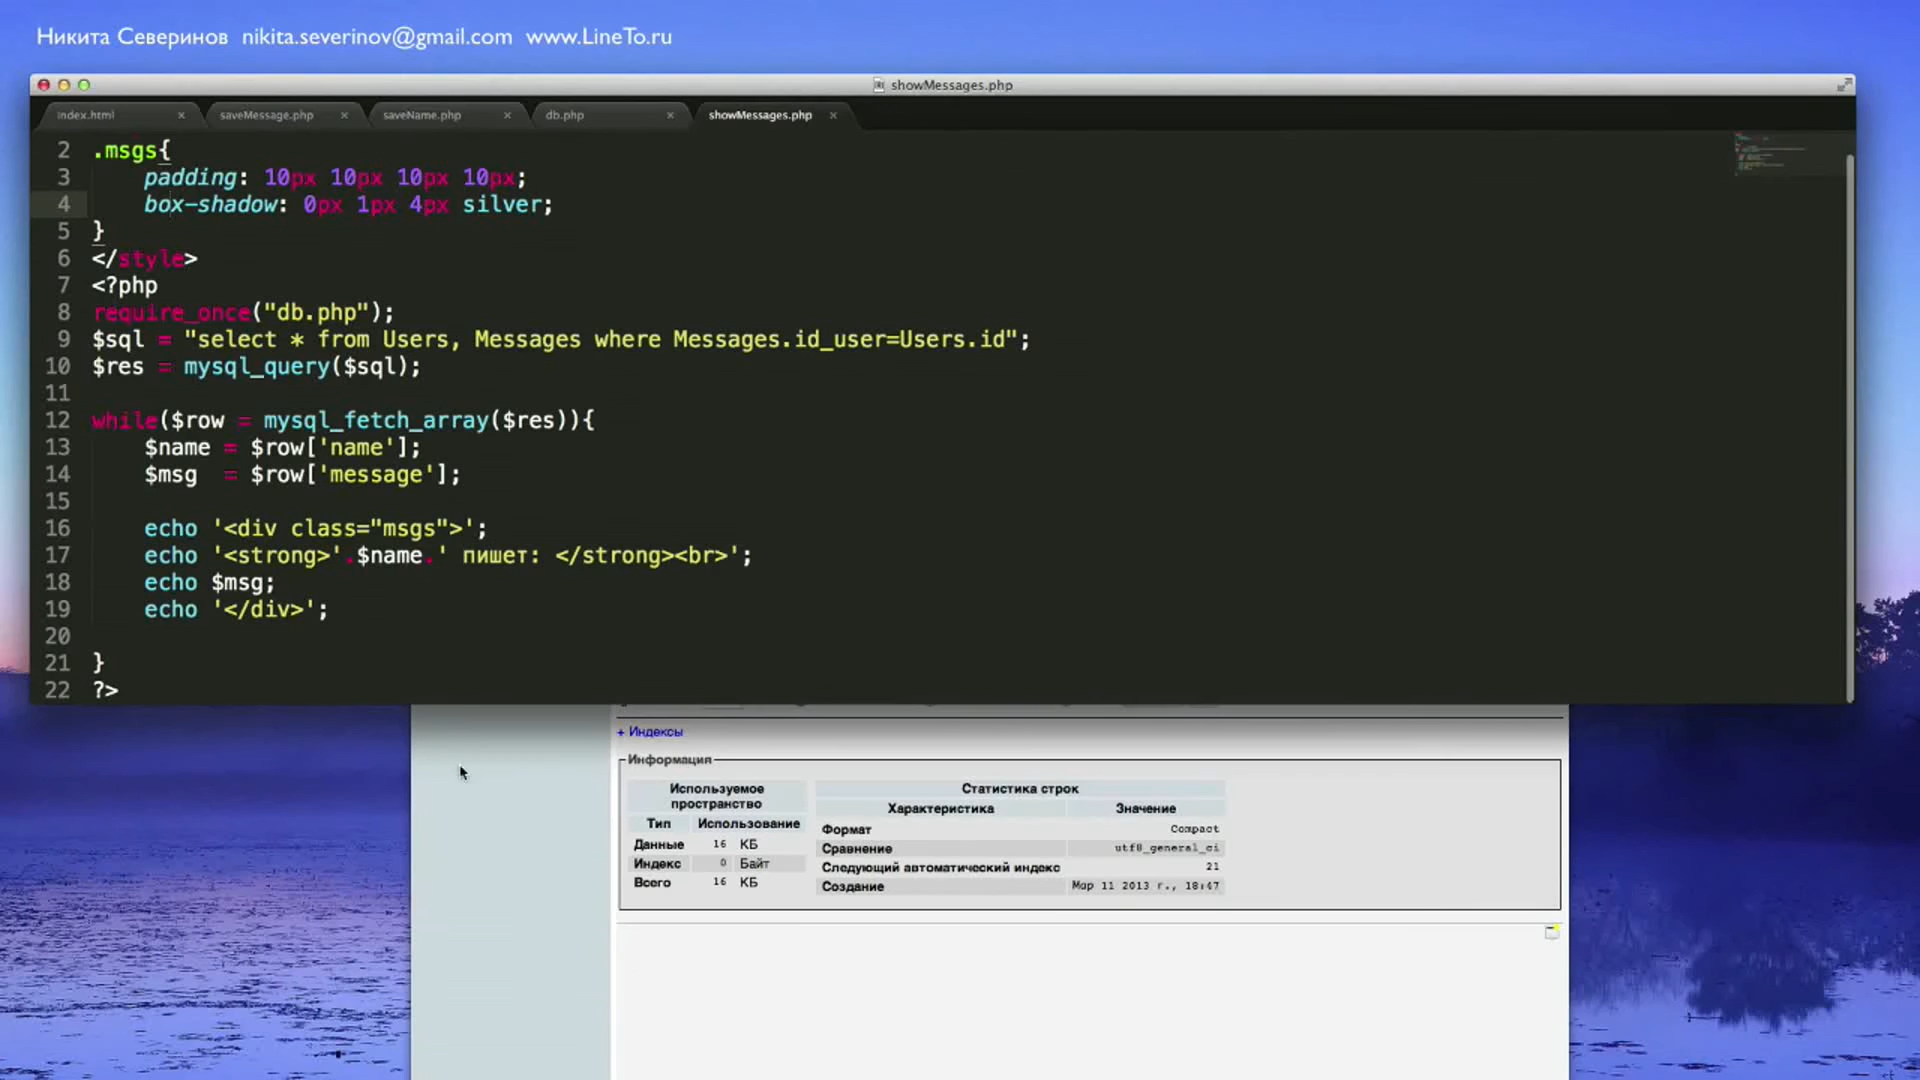 Никита Северинов nikita.severinov@gmail.com www.LineTo.ru
showMessages.php
index.html × saveMessage.php × saveName.php × db.php × showMessages.php ×
2 .msgs{
3 padding: 10px 10px 10px 10px;
4 box-shadow: 0px 1px 4px silver;
5 }
6 </style>
7 <?php
8 require_once("db.php");
9 $sql = "select * from Users, Messages where Messages.id_user=Users.id";
10 $res = mysql_query($sql);
11
12 while($row = mysql_fetch_array($res)){
13 $name = $row['name'];
14 $msg = $row['message'];
15
16 echo '<div class="msgs">';
17 echo '<strong>'.$name.' пишет: </strong><br>';
18 echo $msg;
19 echo '</div>';
20
21 }
22 ?>
+ Индексы
Информация
Используемое
пространство
Тип Использование
Данные 16 КБ
Индекс 0 Байт
Всего 16 КБ
Статистика строк
Характеристика Значение
Формат Compact
Сравнение utf8_general_ci
Следующий автоматический индекс 21
Создание Мар 11 2013 г., 18:47